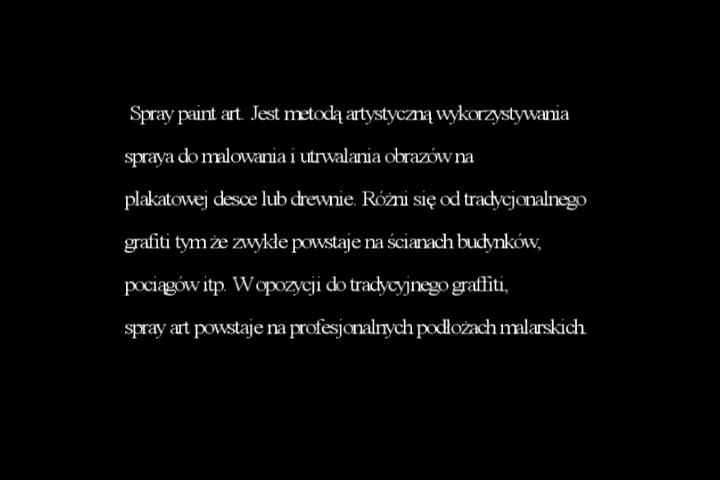 Spray paint art. Jest metodą artystyczną wykorzystywania
spraya do malowania i utrwalania obrazów na
plakatowej desce lub drewnie. Różni się od tradycjonalnego
grafiti tym że zwykłe powstaje na ścianach budynków,
pociągów itp. W opozycji do tradycyjnego graffiti,
spray art powstaje na profesjonalnych podłożach malarskich.